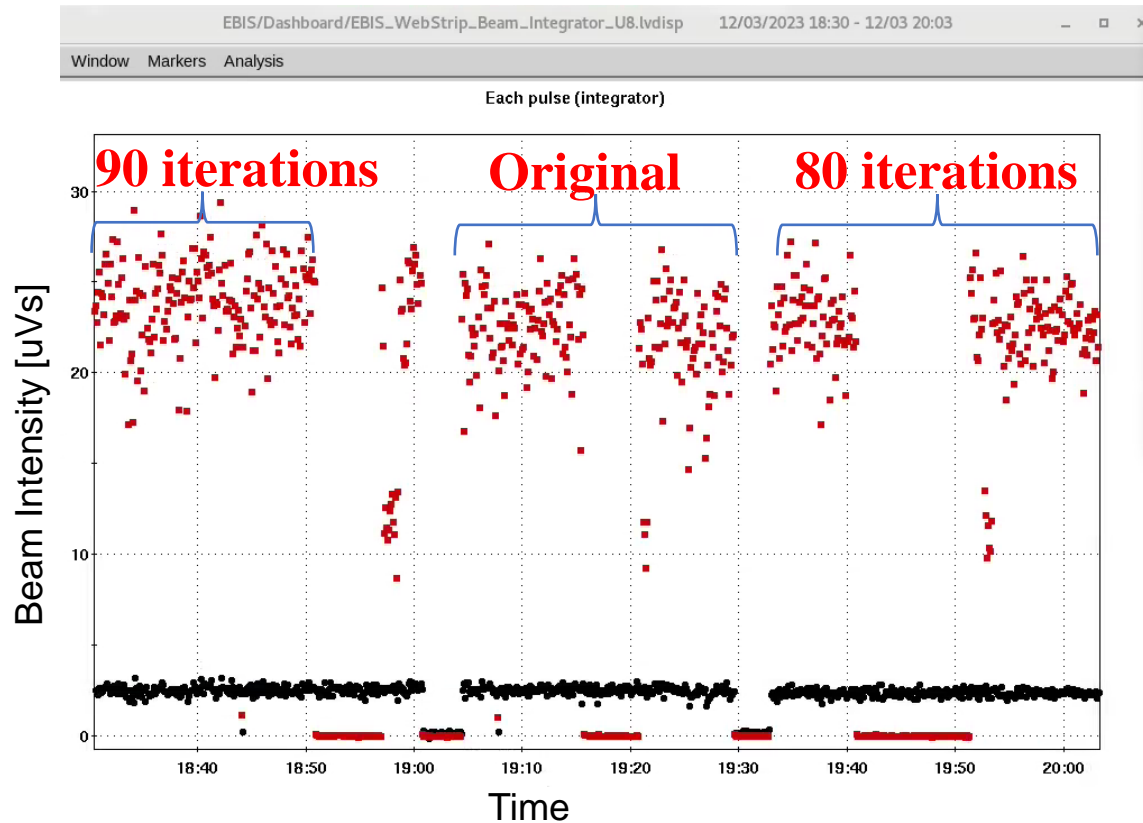 EBIS/Dashboard/EBIS_WebStrip_Beam_Integrator_U8.lvdisp 12/03/2023 18:30 - 12/03 20:03
Window Markers Analysis
Each pulse (integrator)
90 iterations Original 80 iterations
30
20
10
0
Beam Intensity [uVs]
18:40 18:50 19:00 19:10 19:20 19:30 19:40 19:50 20:00
Time